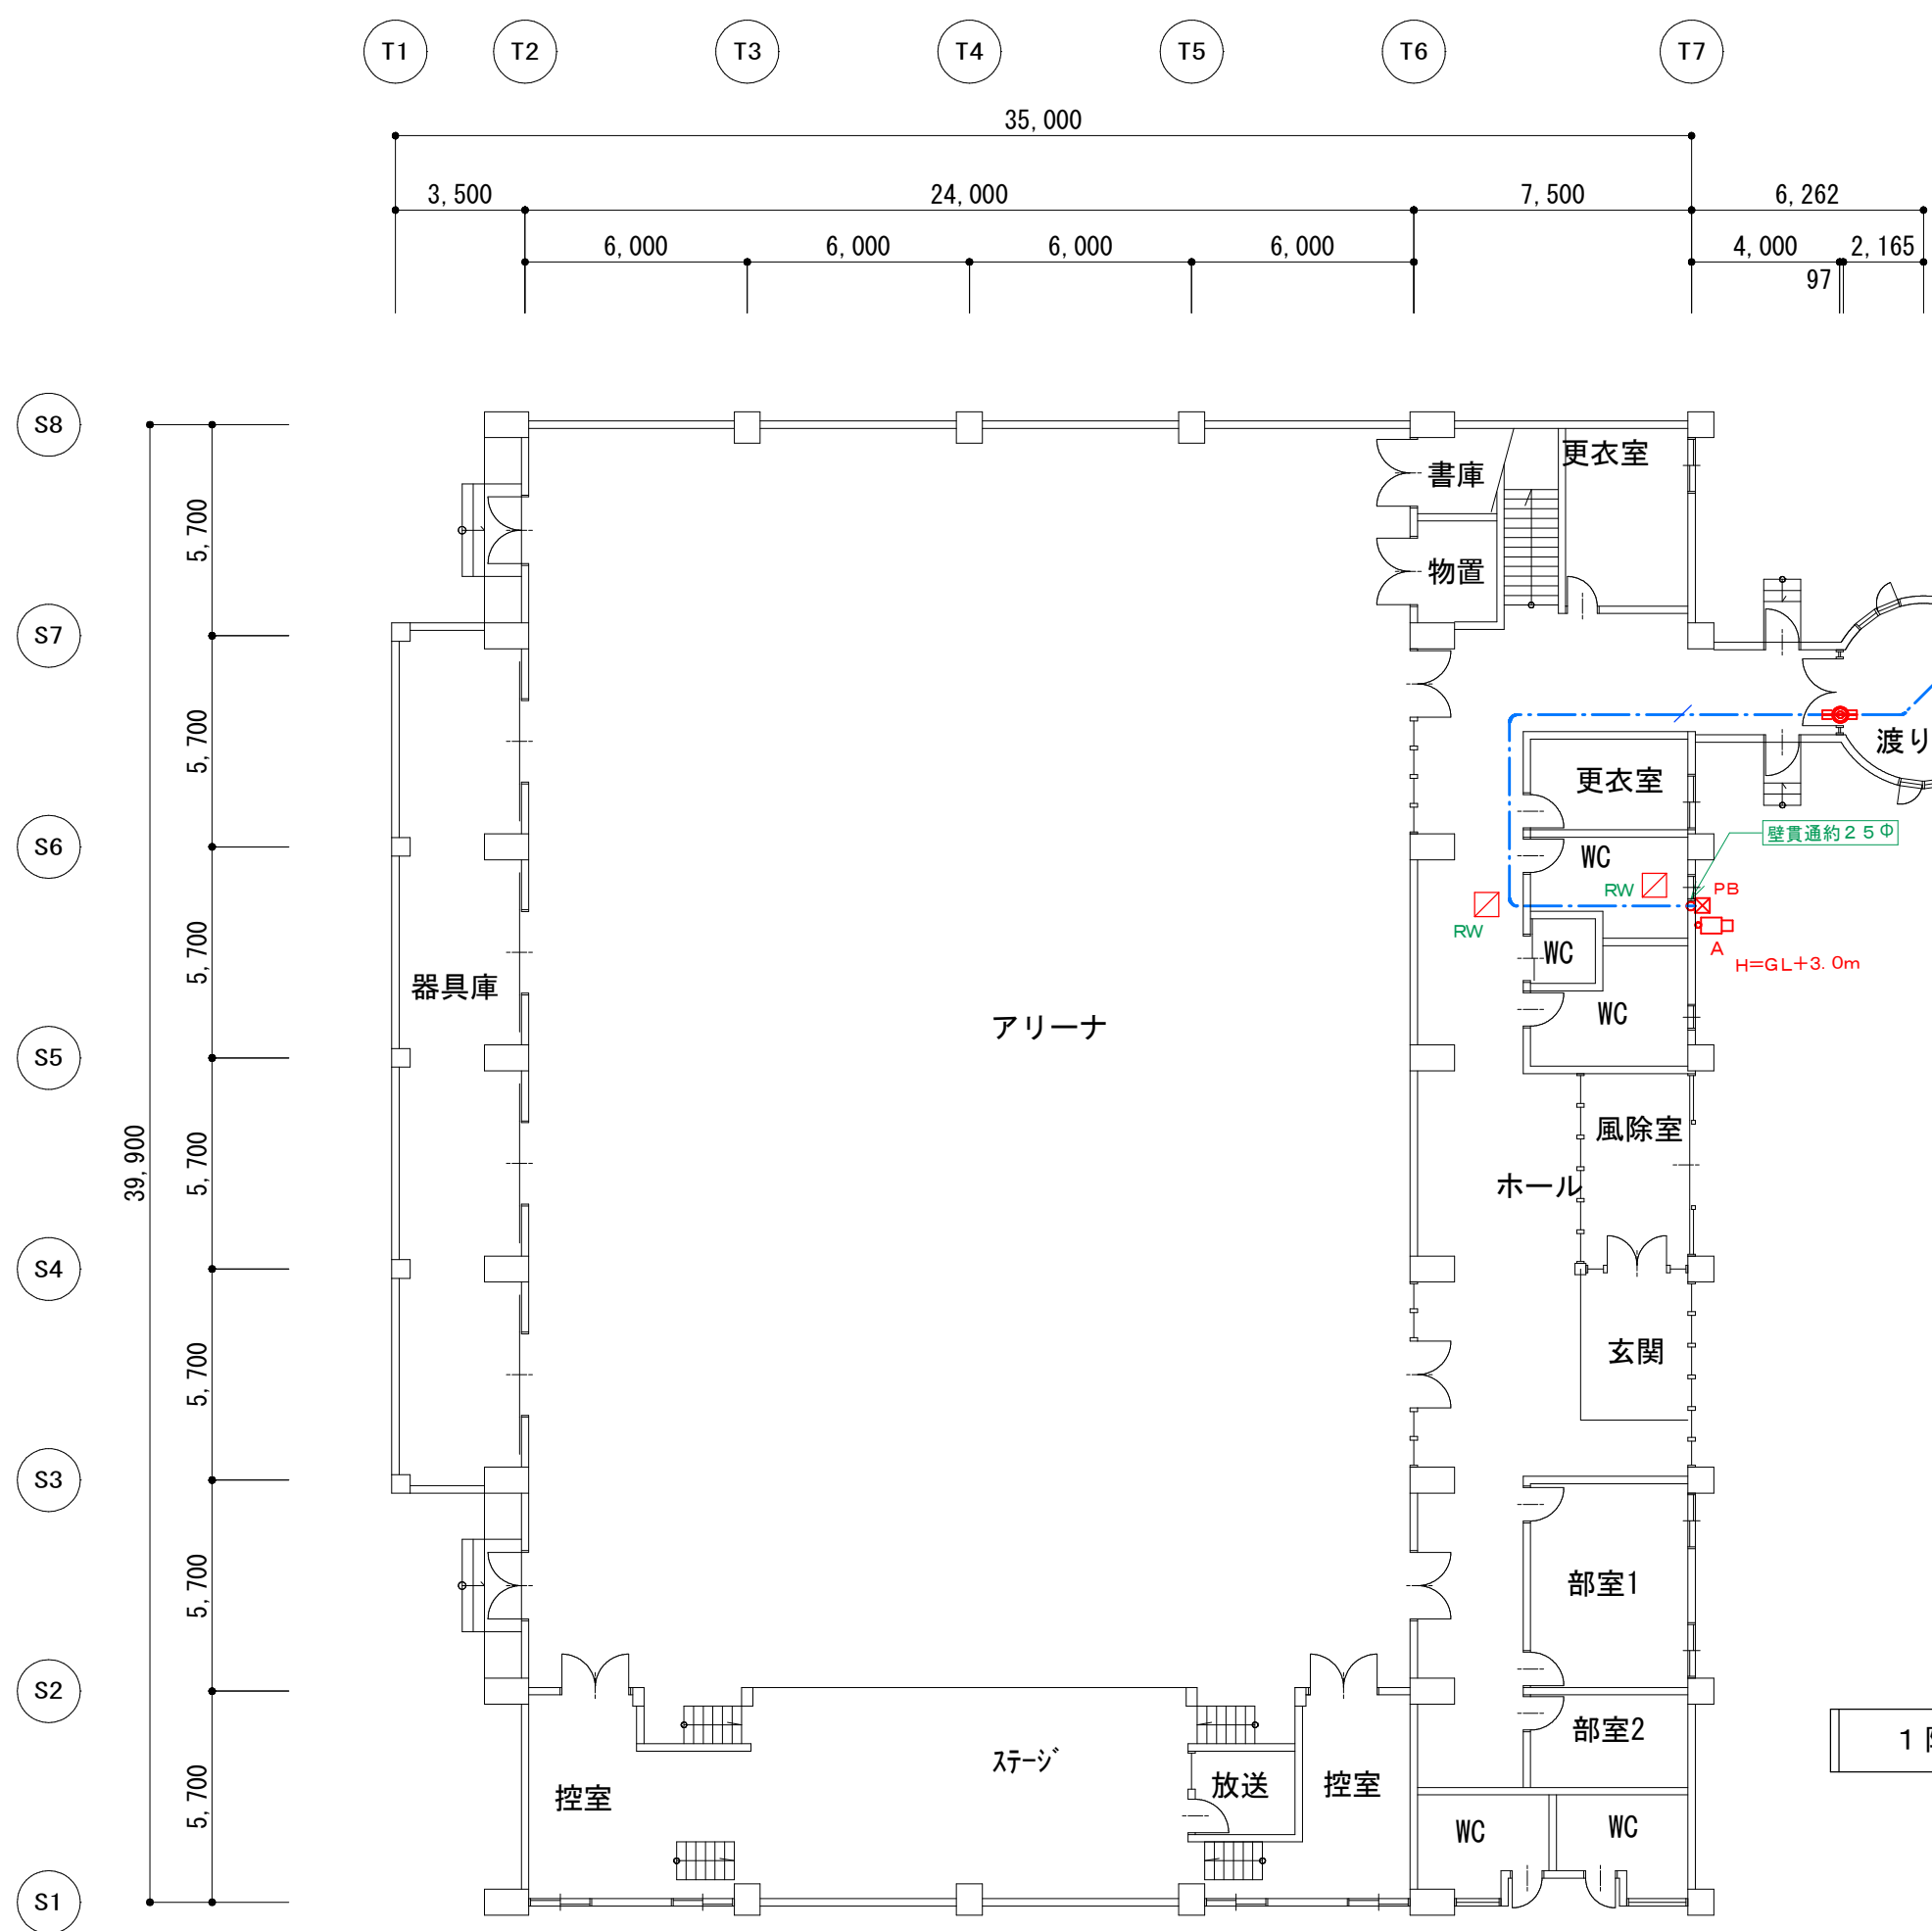 T1 T2 T3 T4 T5 T6 T7
35,000
3,500 24,000 7,500 6,262
6,000 6,000 6,000 6,000 4,000 2,165
97
S8
更衣室
書庫
5,700
物置
S7
5,700
渡り
更衣室
壁貫通約25Φ
S6
WC
RW
PB
RW
5,700
WC
A
H=GL+3.0m
器具庫
WC
アリーナ
S5
風除室
5,700
39,900
ホール
S4
玄関
5,700
S3
部室1
5,700
S2
部室2
1
ステージ
放送
控室
控室
5,700
WC
WC
S1